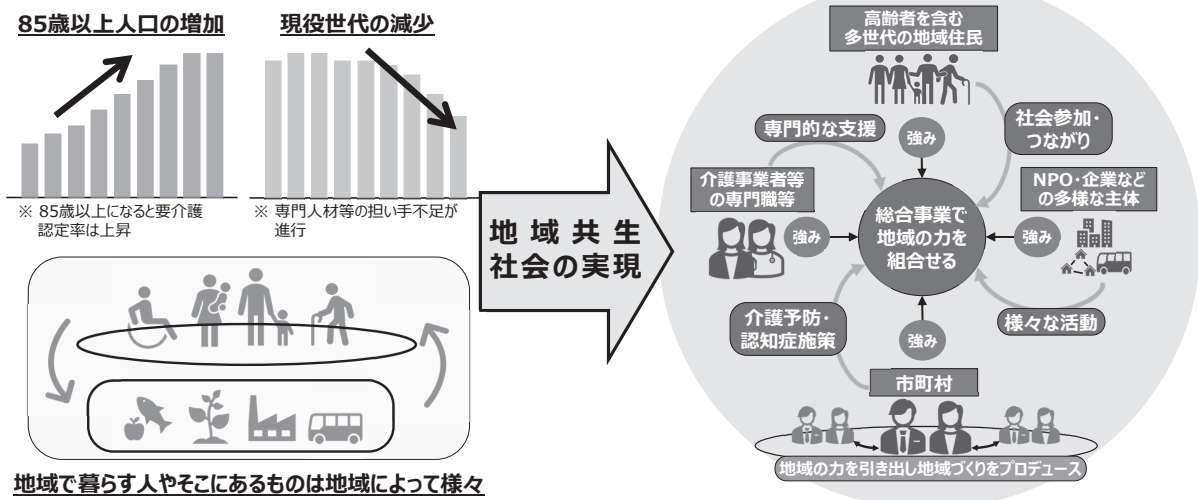 85歳以上人口の増加
現役世代の減少
※ 85歳以上になると要介護
認定率は上昇
※ 専門人材等の担い手不足が
進行
地域で暮らす人やそこにあるものは地域によって様々
地域共生
社会の実現
高齢者を含む
多世代の地域住民
専門的な支援
強み
社会参加・
つながり
介護事業者等
の専門職等
強み
総合事業で
地域の力を
組合せる
強み
NPO・企業など
の多様な主体
介護予防・
認知症施策
強み
様々な活動
市町村
地域の力を引き出し地域づくりをプロデュース